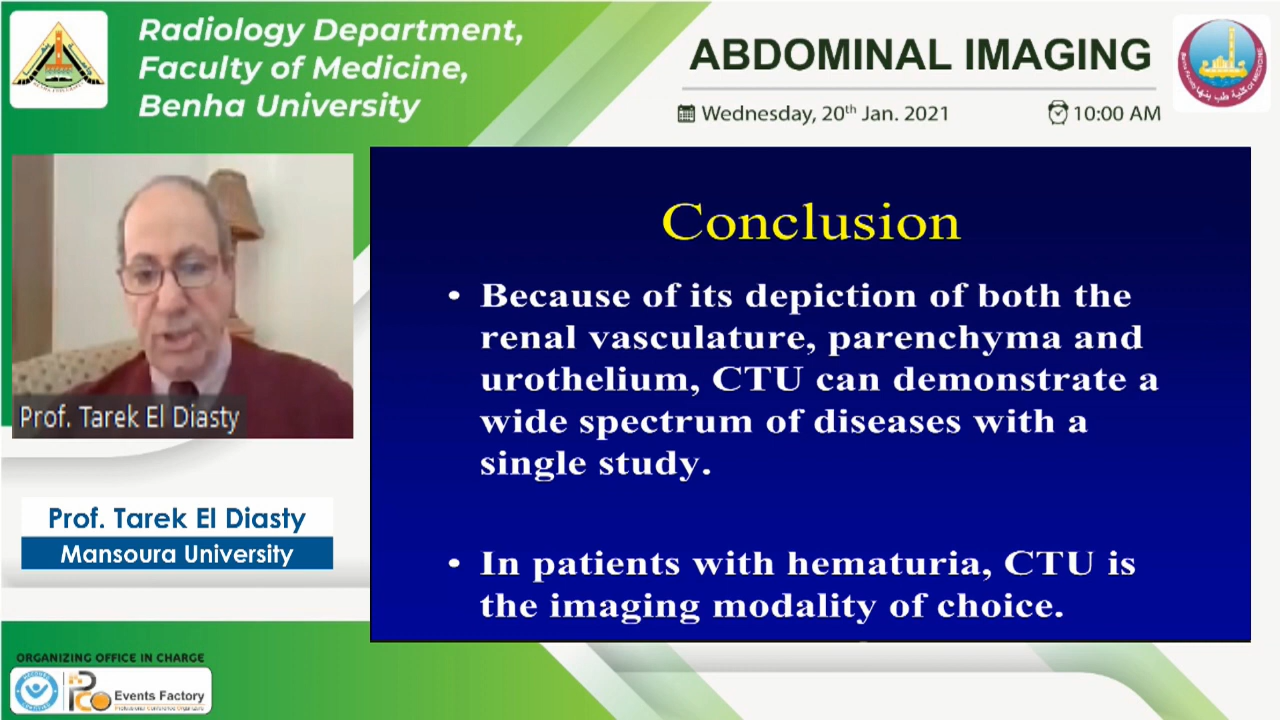 Radiology Department,
Faculty of Medicine,
Benha University
ABDOMINAL IMAGING
Wednesday, 20th Jan. 2021
10:00 AM
Prof. Tarek El Diasty
Prof. Tarek El Diasty
Mansoura University
Conclusion
• Because of its depiction of both the
renal vasculature, parenchyma and
urothelium, CTU can demonstrate a
wide spectrum of diseases with a
single study.
• In patients with hematuria, CTU is
the imaging modality of choice.
ORGANIZING OFFICE IN CHARGE
Events Factory